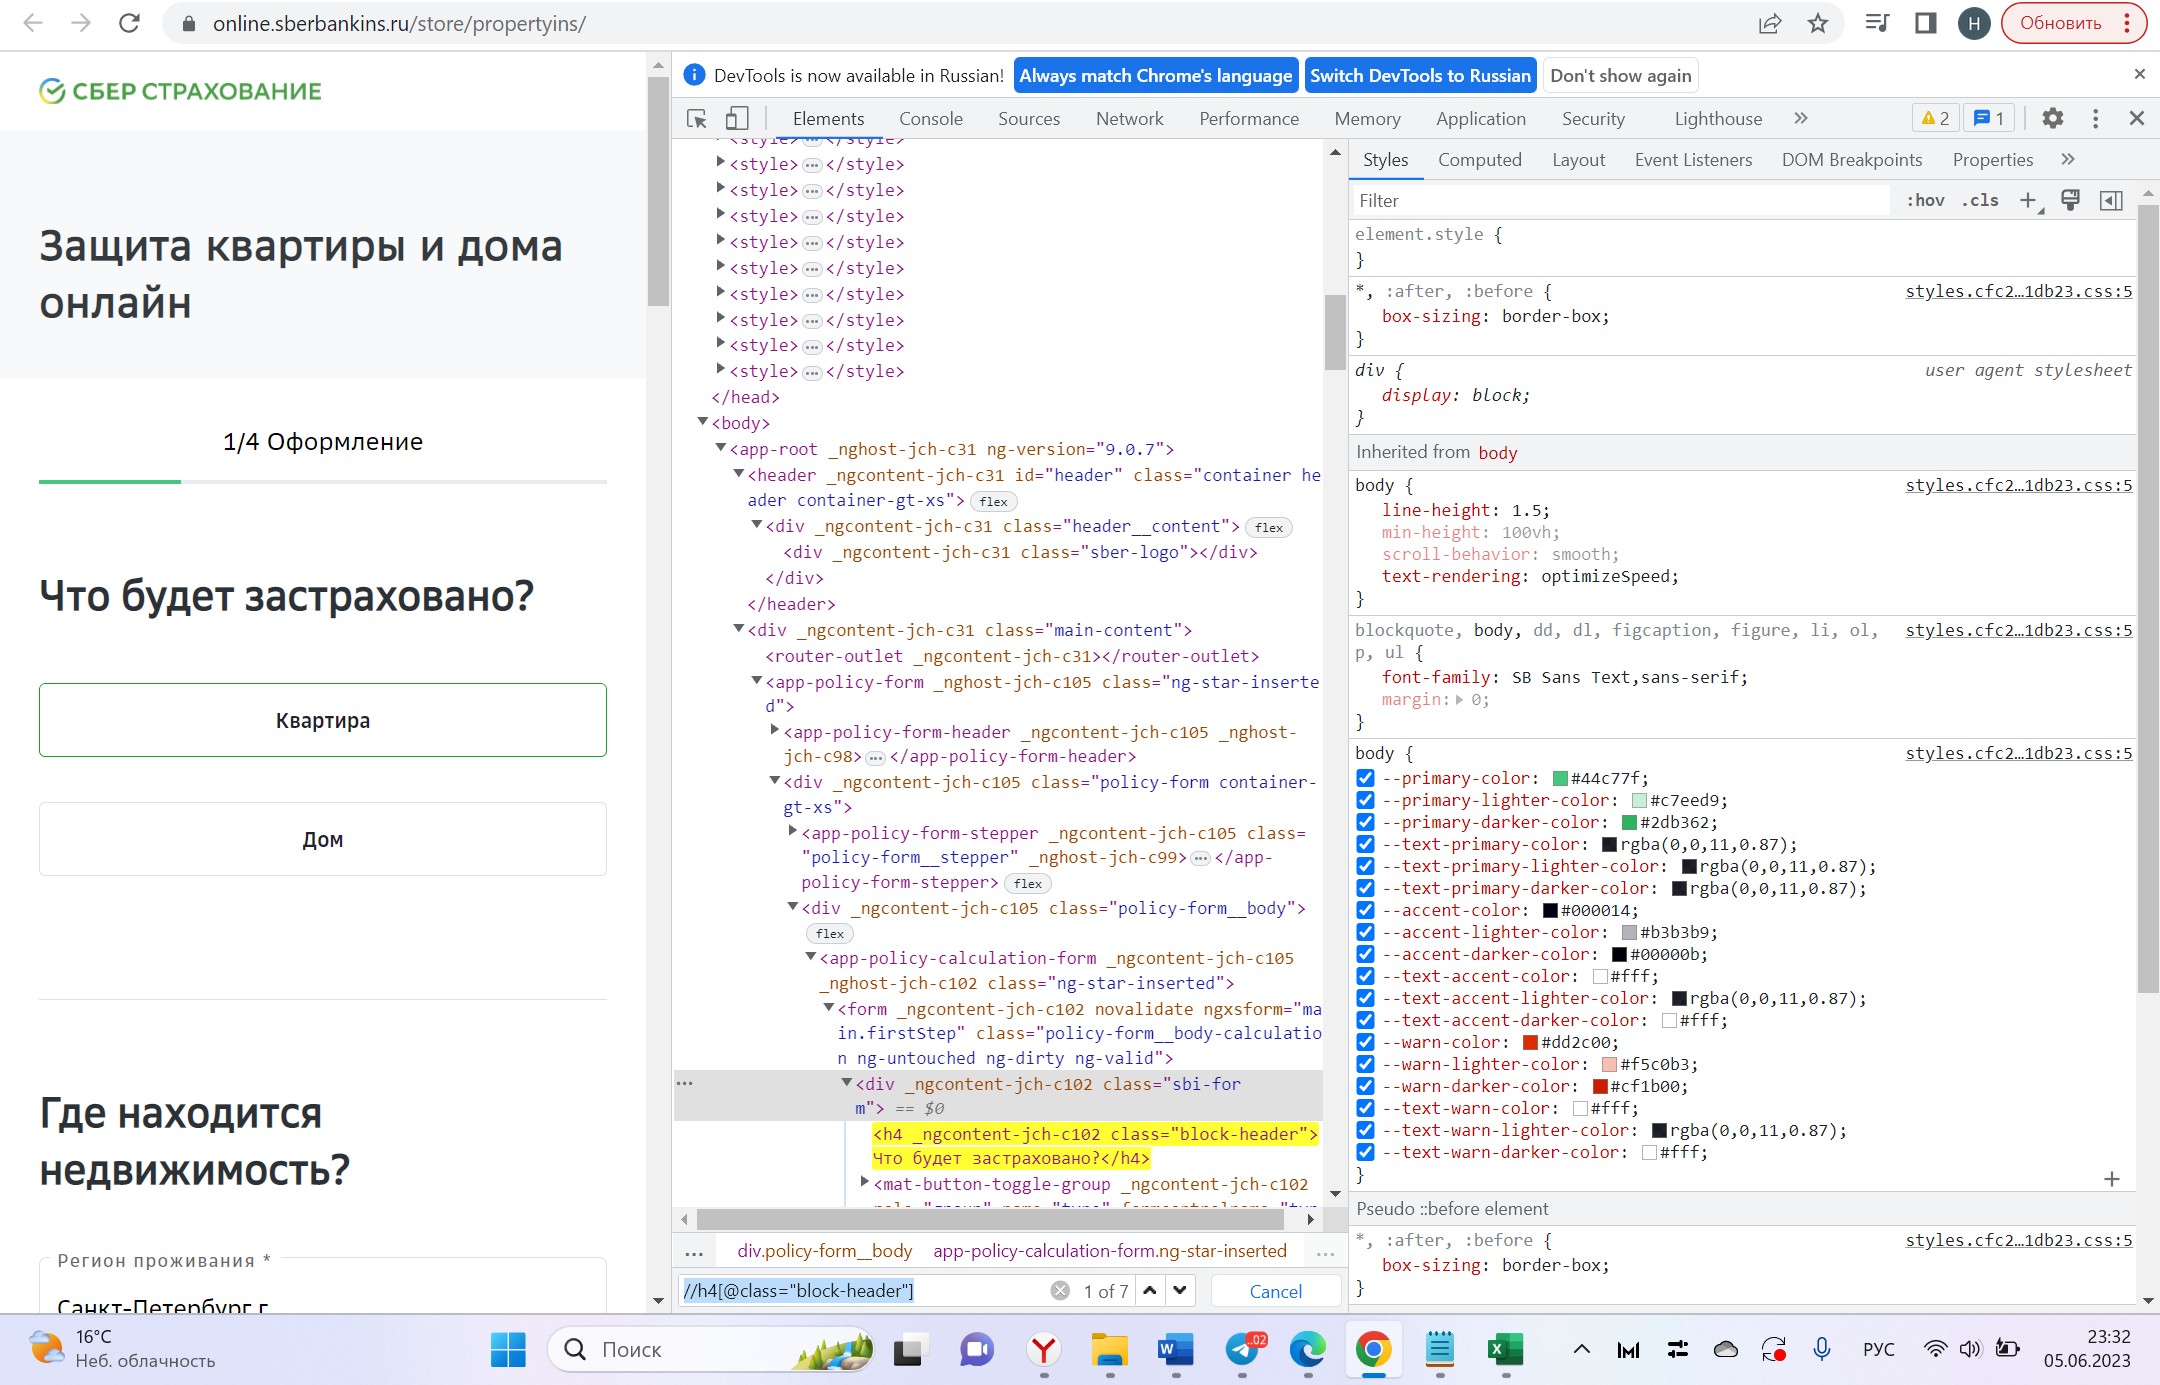 online.sberbankins.ru/store/propertyins/
H
Обновить
СБЕР СТРАХОВАНИЕ
Защита квартиры и дома
онлайн
1/4 Оформление
Что будет застраховано?
Квартира
Дом
Где находится
недвижимость?
Регион проживания *
Санкт-Петербург г
DevTools is now available in Russian!
Always match Chrome's language
Switch DevTools to Russian
Don't show again
Elements
Console
Sources
Network
Performance
Memory
Application
Security
Lighthouse
2
1
<style>…</style>
<style>…</style>
<style>…</style>
<style>…</style>
<style>…</style>
<style>…</style>
<style>…</style>
<style>…</style>
<style>…</style>
<style>…</style>
</head>
<body>
<app-root _nghost-jch-c31 ng-version="9.0.7">
<header _ngcontent-jch-c31 id="header" class="container he
ader container-gt-xs"> flex
<div _ngcontent-jch-c31 class="header__content"> flex
<div _ngcontent-jch-c31 class="sber-logo"></div>
</div>
</header>
<div _ngcontent-jch-c31 class="main-content">
<router-outlet _ngcontent-jch-c31></router-outlet>
<app-policy-form _nghost-jch-c105 class="ng-star-inserte
d">
<app-policy-form-header _ngcontent-jch-c105 _nghost-
jch-c98>…</app-policy-form-header>
<div _ngcontent-jch-c105 class="policy-form container-
gt-xs">
<app-policy-form-stepper _ngcontent-jch-c105 class=
"policy-form__stepper" _nghost-jch-c99>…</app-
policy-form-stepper> flex
<div _ngcontent-jch-c105 class="policy-form__body">
flex
<app-policy-calculation-form _ngcontent-jch-c105
_nghost-jch-c102 class="ng-star-inserted">
<form _ngcontent-jch-c102 novalidate ngxsform="ma
in.firstStep" class="policy-form__body-calculatio
n ng-untouched ng-dirty ng-valid">
… <div _ngcontent-jch-c102 class="sbi-for
m"> == $0
<h4 _ngcontent-jch-c102 class="block-header">
Что будет застраховано?</h4>
<mat-button-toggle-group _ngcontent-jch-c102
… div.policy-form__body app-policy-calculation-form.ng-star-inserted …
//h4[@class="block-header"]
1 of 7
Cancel
Styles
Computed
Layout
Event Listeners
DOM Breakpoints
Properties
Filter
:hov .cls
element.style {
}
*, :after, :before { styles.cfc2…1db23.css:5
box-sizing: border-box;
}
div { user agent stylesheet
display: block;
}
Inherited from body
body { styles.cfc2…1db23.css:5
line-height: 1.5;
min-height: 100vh;
scroll-behavior: smooth;
text-rendering: optimizeSpeed;
}
blockquote, body, dd, dl, figcaption, figure, li, ol, styles.cfc2…1db23.css:5
p, ul {
font-family: SB Sans Text,sans-serif;
margin: 0;
}
body { styles.cfc2…1db23.css:5
--primary-color: #44c77f;
--primary-lighter-color: #c7eed9;
--primary-darker-color: #2db362;
--text-primary-color: rgba(0,0,11,0.87);
--text-primary-lighter-color: rgba(0,0,11,0.87);
--text-primary-darker-color: rgba(0,0,11,0.87);
--accent-color: #000014;
--accent-lighter-color: #b3b3b9;
--accent-darker-color: #00000b;
--text-accent-color: #fff;
--text-accent-lighter-color: rgba(0,0,11,0.87);
--text-accent-darker-color: #fff;
--warn-color: #dd2c00;
--warn-lighter-color: #f5c0b3;
--warn-darker-color: #cf1b00;
--text-warn-color: #fff;
--text-warn-lighter-color: rgba(0,0,11,0.87);
--text-warn-darker-color: #fff;
}
Pseudo ::before element
*, :after, :before { styles.cfc2…1db23.css:5
box-sizing: border-box;
}
16°C
Неб. облачность
Поиск
..02
РУС
23:32
05.06.2023